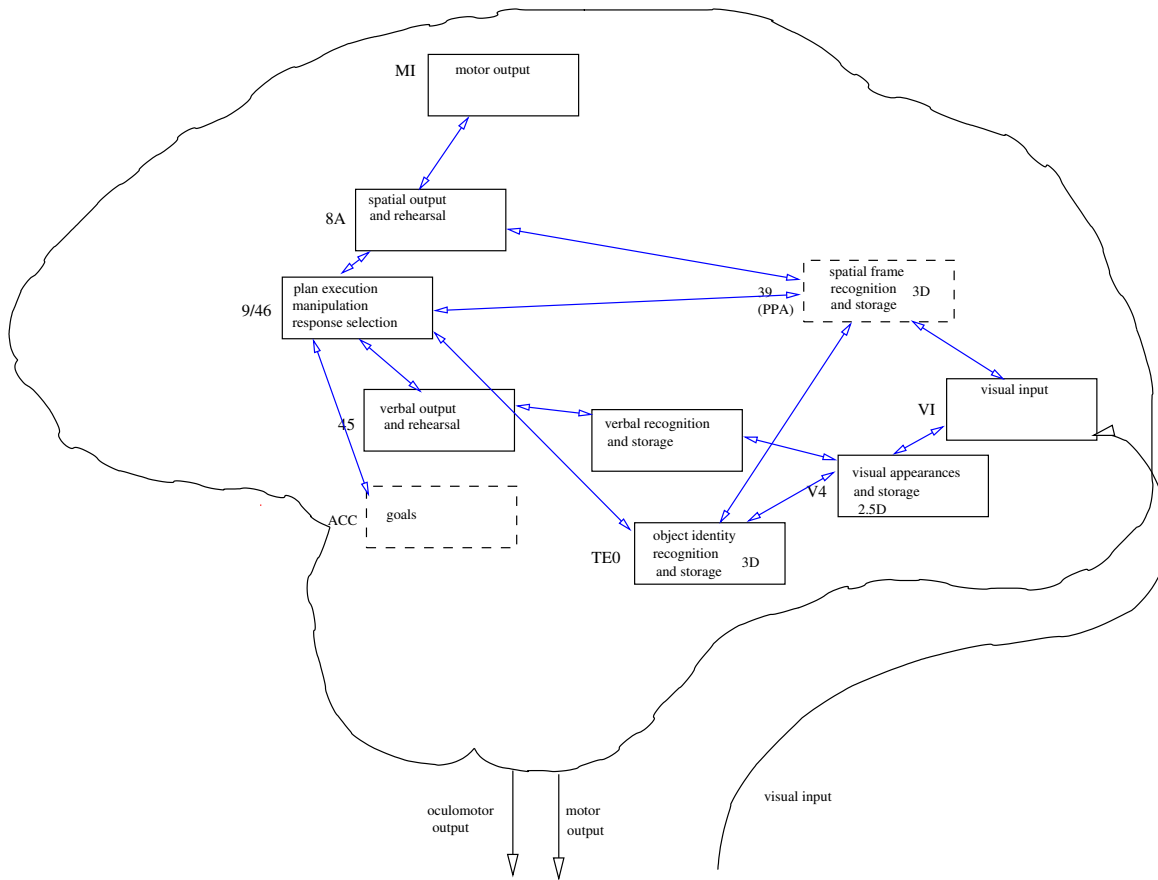 MI
motor output
8A
spatial output
and rehearsal
9/46
plan execution
manipulation
response selection
39
(PPA)
spatial frame
recognition 3D
and storage
VI
visual input
45
verbal output
and rehearsal
verbal recognition
and storage
V4
visual appearances
and storage
2.5D
ACC
goals
TE0
object identity
recognition 3D
and storage
oculomotor
output
motor
output
visual input